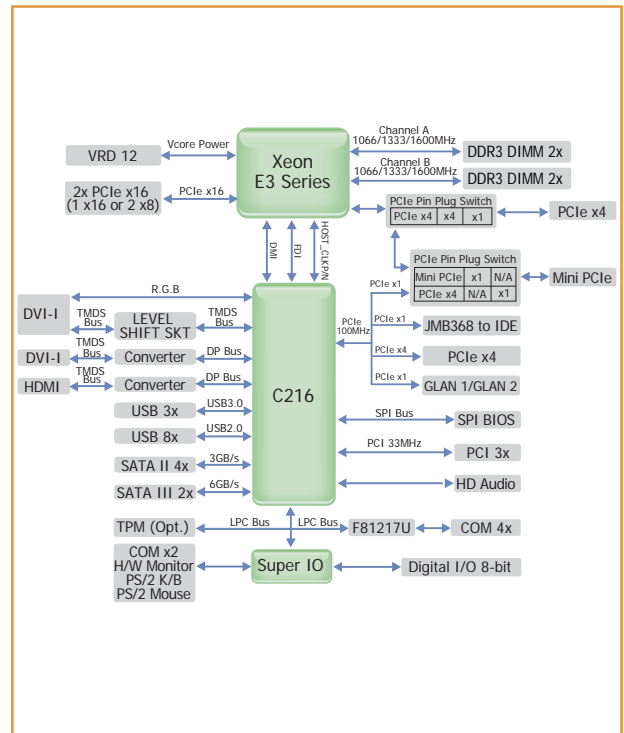 Channel A
1066/1333/1600MHz
Vcore Power
VRD 12
Xeon
E3 Series
DDR3 DIMM 2x
Channel B
1066/1333/1600MHz
DDR3 DIMM 2x
2x PCIe x16
(1 x16 or 2 x8)
PCIe x16
PCIe Pin Plug Switch
PCIe x4 x4 x1
PCIe x4
DMI
FDI
HOST_CLKP/N
PCIe Pin Plug Switch
Mini PCIe x1 N/A
PCIe x4 N/A x1
Mini PCIe
PCIe x1
R.G.B
DVI-I
TMDS
Bus
LEVEL
SHIFT SKT
TMDS
Bus
PCIe
100MHz
PCIe x1
JMB368 to IDE
DVI-I
TMDS
Bus
Converter
DP Bus
PCIe x4
PCIe x4
HDMI
TMDS
Bus
Converter
DP Bus
PCIe x1
GLAN 1/GLAN 2
C216
USB 3x
USB3.0
SPI Bus
SPI BIOS
USB 8x
USB2.0
PCI 33MHz
PCI 3x
SATA II 4x
3GB/s
HD Audio
SATA III 2x
6GB/s
TPM (Opt.)
LPC Bus
LPC Bus
F81217U
COM 4x
COM x2
H/W Monitor
PS/2 K/B
PS/2 Mouse
Super IO
Digital I/O 8-bit